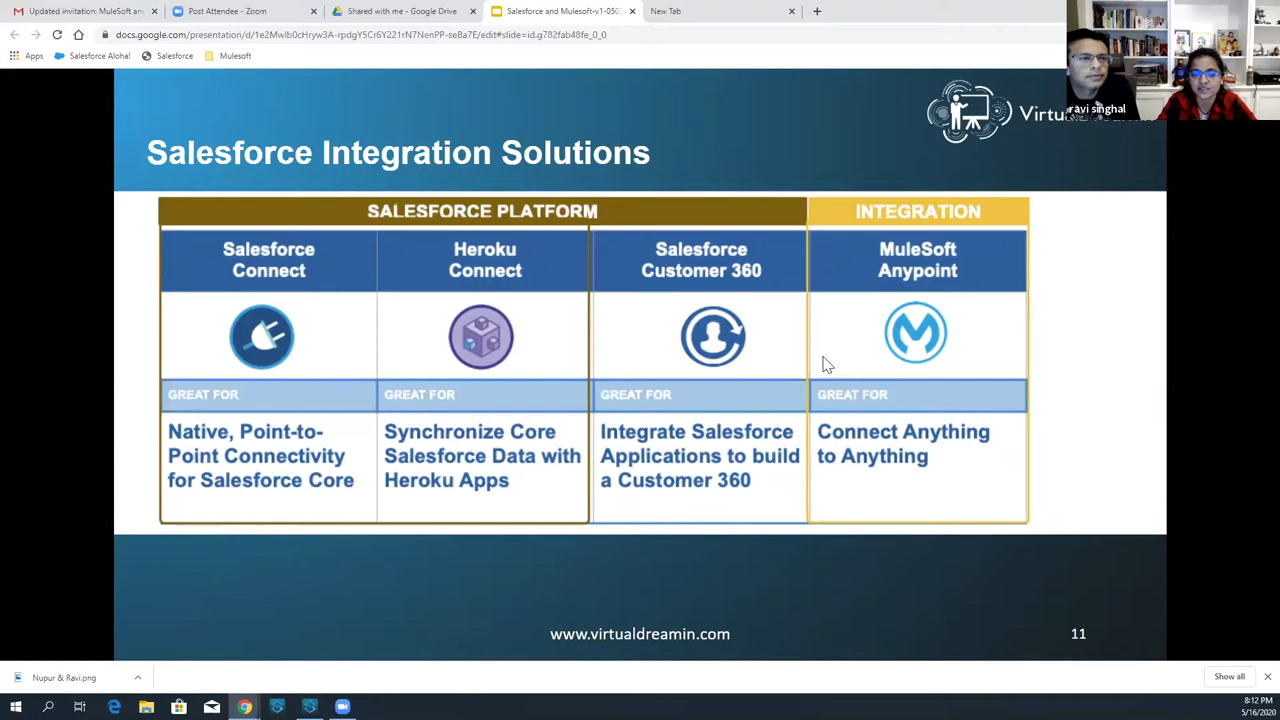 Updated invitation: MuleSoft an
Post Attendee - Zoom
Shared with me - Google Drive
Salesforce and Mulesoft-v1-050
New Tab
Apps
Salesforce Aloha!
Salesforce
Mulesoft
ravi singhal
Salesforce Integration Solutions
SALESFORCE PLATFORM
INTEGRATION
Salesforce
Connect
Heroku
Connect
Salesforce
Customer 360
MuleSoft
Anypoint
GREAT FOR
GREAT FOR
GREAT FOR
GREAT FOR
Native, Point-to-
Point Connectivity
for Salesforce Core
Synchronize Core
Salesforce Data with
Heroku Apps
Integrate Salesforce
Applications to build
a Customer 360
Connect Anything
to Anything
www.virtualdreamin.com
11
Nupur & Ravi.png
Show all
8:12 PM
5/16/2020